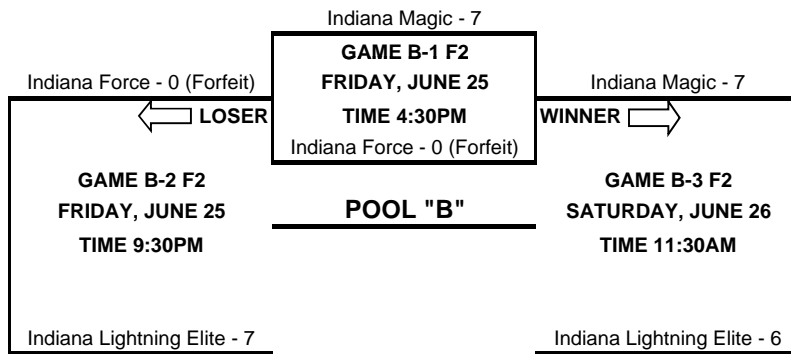 Indiana Magic - 7
GAME B-1 F2
FRIDAY, JUNE 25
TIME 4:30PM
Indiana Force - 0 (Forfeit)
Indiana Force - 0 (Forfeit)
LOSER
GAME B-2 F2
FRIDAY, JUNE 25
TIME 9:30PM
Indiana Lightning Elite - 7
POOL "B"
Indiana Magic - 7
WINNER
GAME B-3 F2
SATURDAY, JUNE 26
TIME 11:30AM
Indiana Lightning Elite - 6